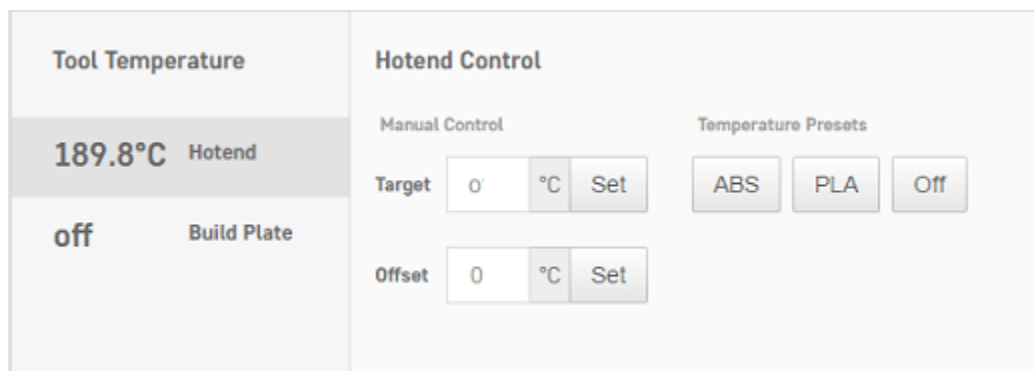 Tool Temperature
189.8°C Hotend
off Build Plate
Hotend Control
Manual Control
Target °C Set
Offset 0 °C Set
Temperature Presets
ABS PLA Off